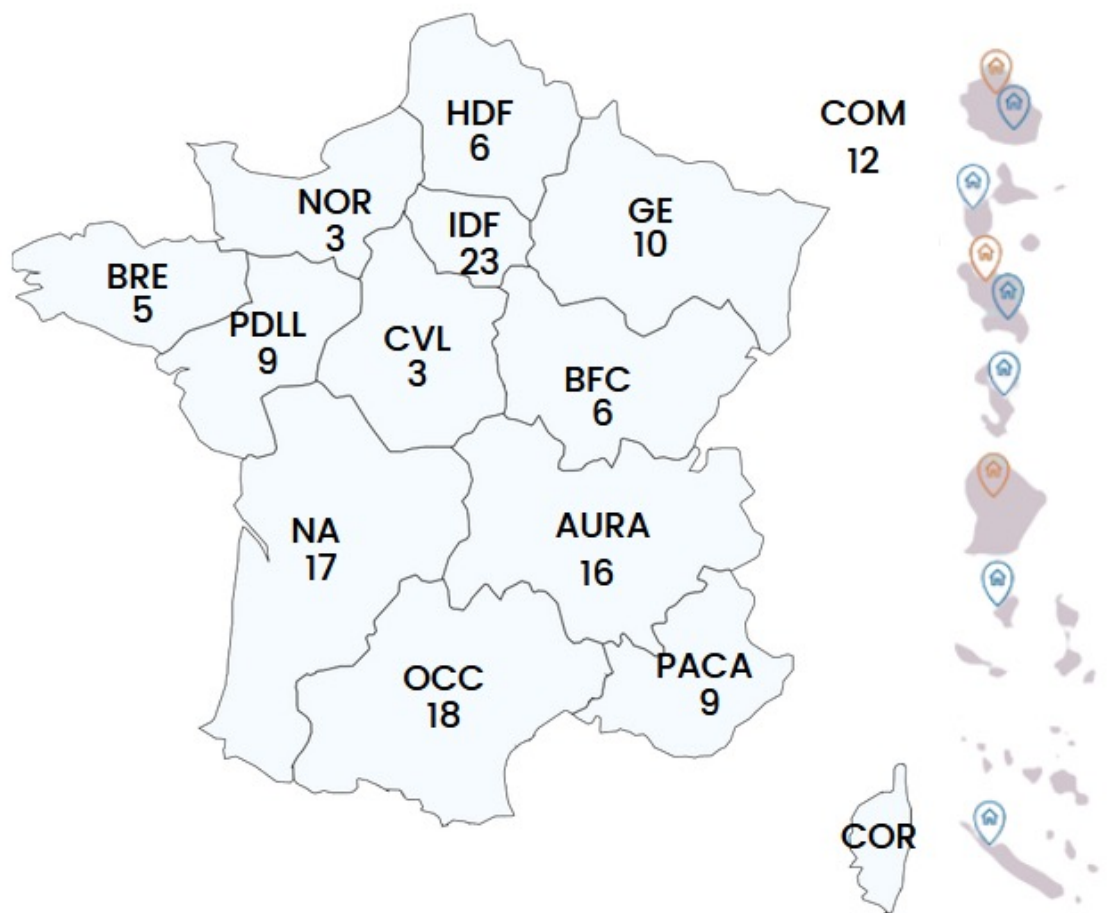 HDF
6
COM
12
NOR
3
IDF
23
GE
10
BRE
5
PDLL
9
CVL
3
BFC
6
NA
17
AURA
16
OCC
18
PACA
9
COR